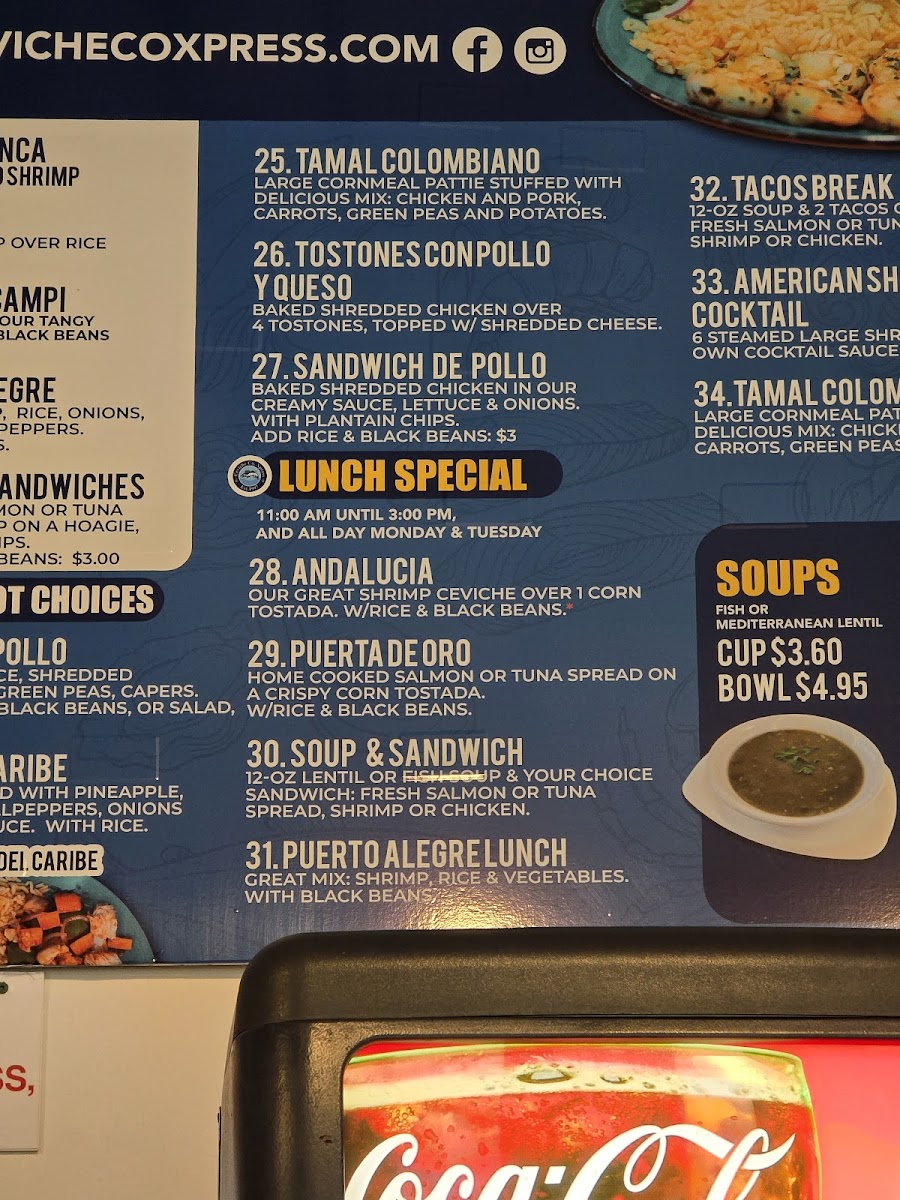 VICHECOXPRESS.COM
NCA
SHRIMP
OVER RICE
CAMPI
OUR TANGY
BLACK BEANS
EGRE
RICE, ONIONS,
PEPPERS.
S.
SANDWICHES
MON OR TUNA
P ON A HOAGIE,
IPS.
BEANS: $3.00
OT CHOICES
POLLO
CE, SHREDDED
GREEN PEAS, CAPERS.
BLACK BEANS, OR SALAD,
ARIBE
D WITH PINEAPPLE,
LPEPPERS, ONIONS
UCE. WITH RICE.
DEL CARIBE
25. TAMAL COLOMBIANO
LARGE CORNMEAL PATTIE STUFFED WITH
DELICIOUS MIX: CHICKEN AND PORK,
CARROTS, GREEN PEAS AND POTATOES.
26. TOSTONES CON POLLO
Y QUESO
BAKED SHREDDED CHICKEN OVER
4 TOSTONES, TOPPED W/ SHREDDED CHEESE.
27. SANDWICH DE POLLO
BAKED SHREDDED CHICKEN IN OUR
CREAMY SAUCE, LETTUCE & ONIONS.
WITH PLANTAIN CHIPS.
ADD RICE & BLACK BEANS: $3
LUNCH SPECIAL
11:00 AM UNTIL 3:00 PM,
AND ALL DAY MONDAY & TUESDAY
28. ANDALUCIA
OUR GREAT SHRIMP CEVICHE OVER 1 CORN
TOSTADA. W/RICE & BLACK BEANS.*
29. PUERTA DE ORO
HOME COOKED SALMON OR TUNA SPREAD ON
A CRISPY CORN TOSTADA.
W/RICE & BLACK BEANS.
30. SOUP & SANDWICH
12-OZ LENTIL OR FISH SOUP & YOUR CHOICE
SANDWICH: FRESH SALMON OR TUNA
SPREAD, SHRIMP OR CHICKEN.
31. PUERTO ALEGRE LUNCH
GREAT MIX: SHRIMP, RICE & VEGETABLES.
WITH BLACK BEANS.
32. TACOS BREAK
12-OZ SOUP & 2 TACOS
FRESH SALMON OR TUN
SHRIMP OR CHICKEN.
33. AMERICAN SH
COCKTAIL
6 STEAMED LARGE SHR
OWN COCKTAIL SAUCE
34. TAMAL COLOM
LARGE CORNMEAL PAT
DELICIOUS MIX: CHICK
CARROTS, GREEN PEAS
SOUPS
FISH OR
MEDITERRANEAN LENTIL
CUP $3.60
BOWL $4.95
SS,
Coca-Col